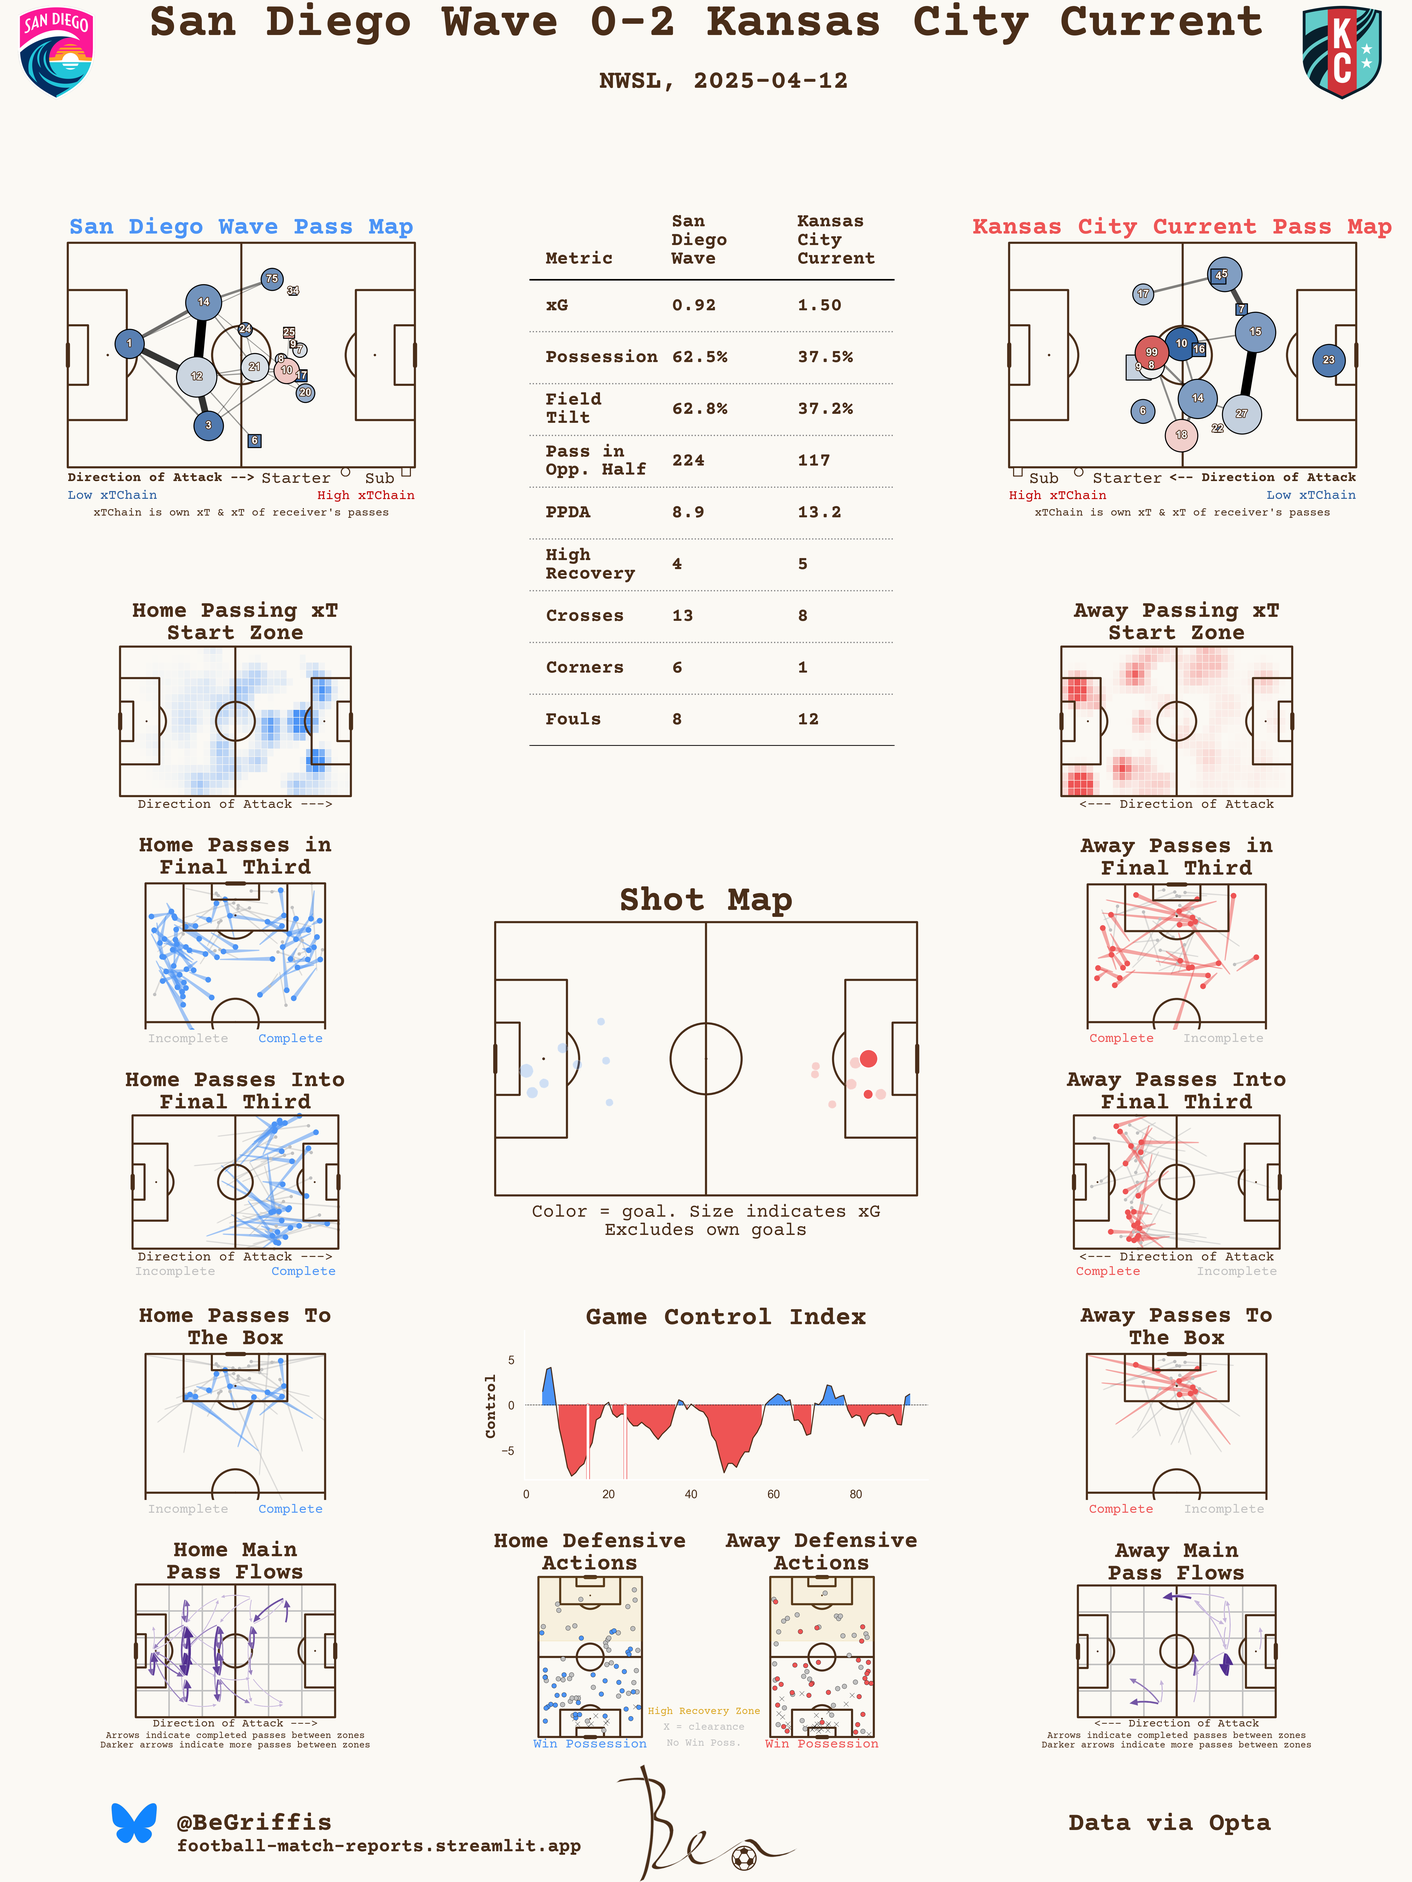 San Diego Wave 0-2 Kansas City Current
SAN DIEGO
KC
NWSL, 2025-04-12
San Diego Wave Pass Map
75
34
14
24
25
1
9
7
8
21
10
12
17
20
3
6
Direction of Attack --> Starter Sub
Low xTChain High xTChain
xTChain is own xT & xT of receiver's passes
Metric San Diego Wave Kansas City Current
xG 0.92 1.50
Possession 62.5% 37.5%
Field Tilt 62.8% 37.2%
Pass in Opp. Half 224 117
PPDA 8.9 13.2
High Recovery 4 5
Crosses 13 8
Corners 6 1
Fouls 8 12
Kansas City Current Pass Map
4 5
17
7
15
10
99
16
23
9 8
14
6
27
22
18
Sub Starter <-- Direction of Attack
High xTChain Low xTChain
xTChain is own xT & xT of receiver's passes
Home Passing xT
Start Zone
Direction of Attack --->
Away Passing xT
Start Zone
<--- Direction of Attack
Home Passes in
Final Third
Incomplete Complete
Away Passes in
Final Third
Complete Incomplete
Shot Map
Color = goal. Size indicates xG
Excludes own goals
Home Passes Into
Final Third
Direction of Attack --->
Incomplete Complete
Away Passes Into
Final Third
<--- Direction of Attack
Complete Incomplete
Home Passes To
The Box
Incomplete Complete
Game Control Index
Control
5
0
−5
0 20 40 60 80
Away Passes To
The Box
Complete Incomplete
Home Main
Pass Flows
Direction of Attack --->
Arrows indicate completed passes between zones
Darker arrows indicate more passes between zones
Home Defensive
Actions
Win Possession
High Recovery Zone
X = clearance
No Win Poss.
Away Defensive
Actions
Win Possession
Away Main
Pass Flows
<--- Direction of Attack
Arrows indicate completed passes between zones
Darker arrows indicate more passes between zones
@BeGriffis
football-match-reports.streamlit.app
Ben
Data via Opta